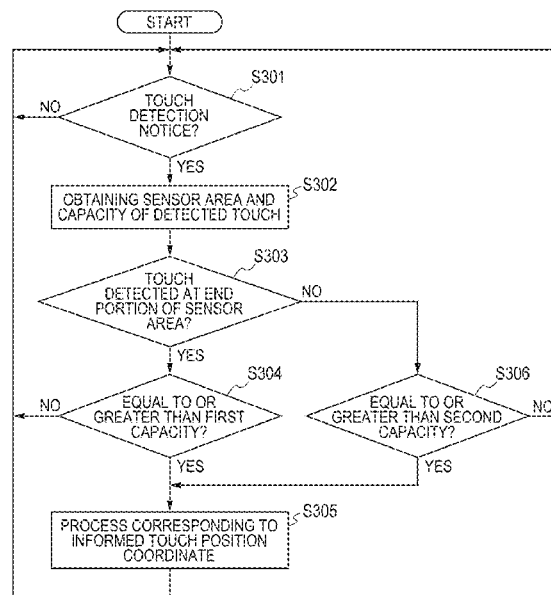 START
S301
TOUCH
DETECTION
NOTICE?
NO
YES
S302
OBTAINING SENSOR AREA AND
CAPACITY OF DETECTED TOUCH
S303
TOUCH
DETECTED AT END
PORTION OF SENSOR
AREA?
NO
YES
S304
EQUAL TO OR
GREATER THAN FIRST
CAPACITY?
NO
YES
S306
EQUAL TO OR
GREATER THAN SECOND
CAPACITY?
NO
YES
S305
PROCESS CORRESPONDING TO
INFORMED TOUCH POSITION
COORDINATE